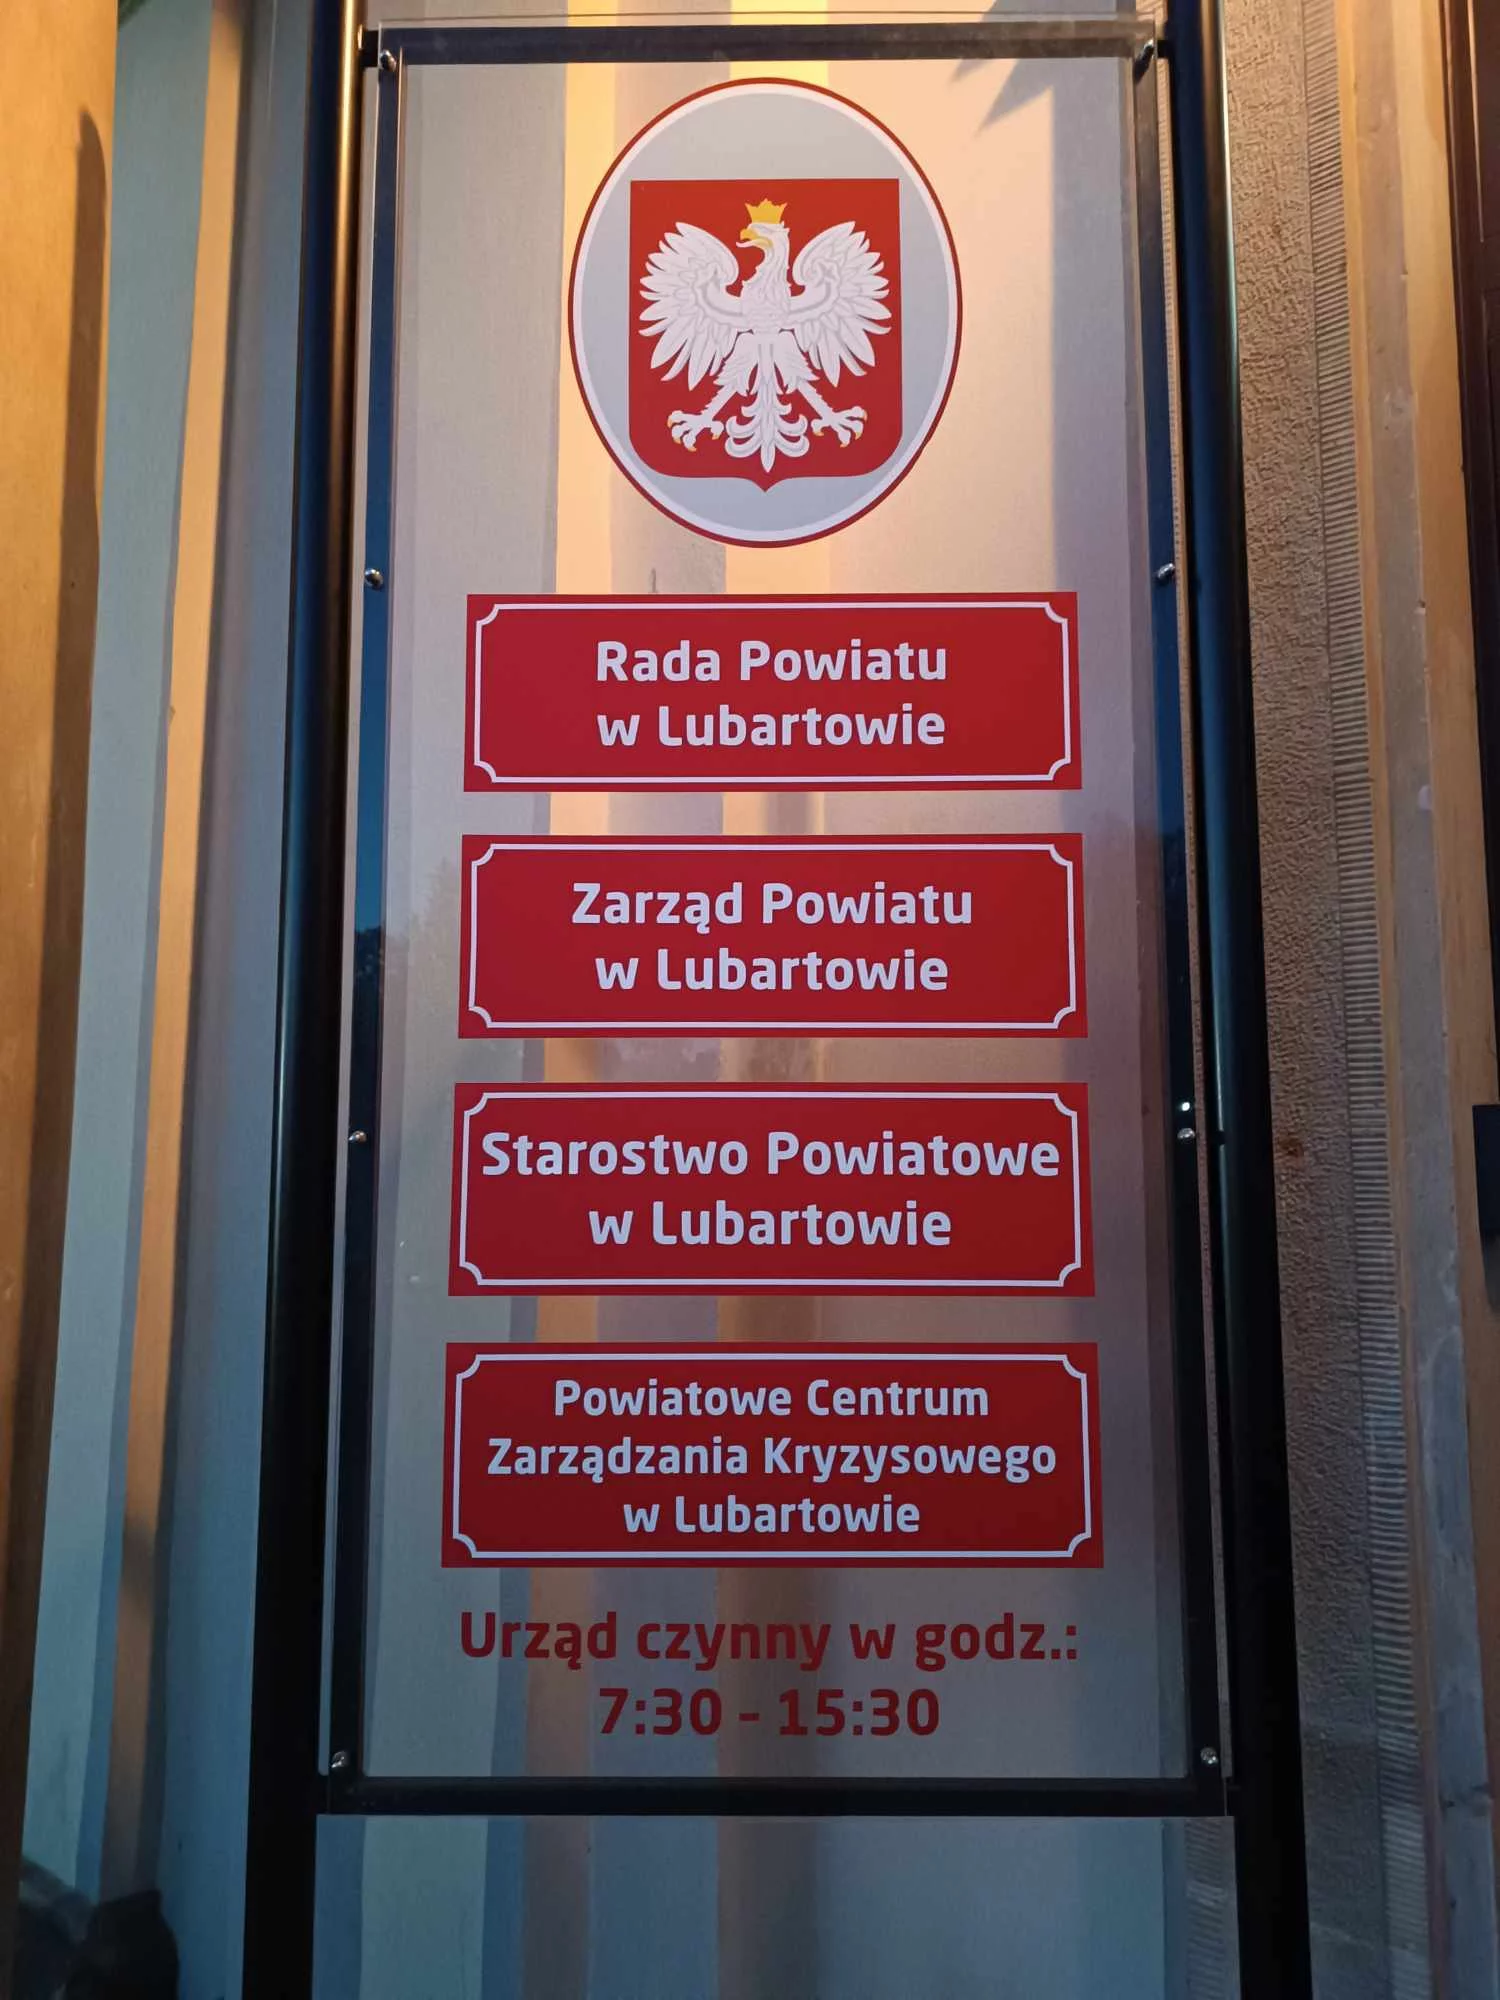 Rada Powiatu
w Lubartowie
Zarząd Powiatu
w Lubartowie
Starostwo Powiatowe
w Lubartowie
Powiatowe Centrum
Zarządzania Kryzysowego
w Lubartowie
Urząd czynny w godz.:
7:30 - 15:30